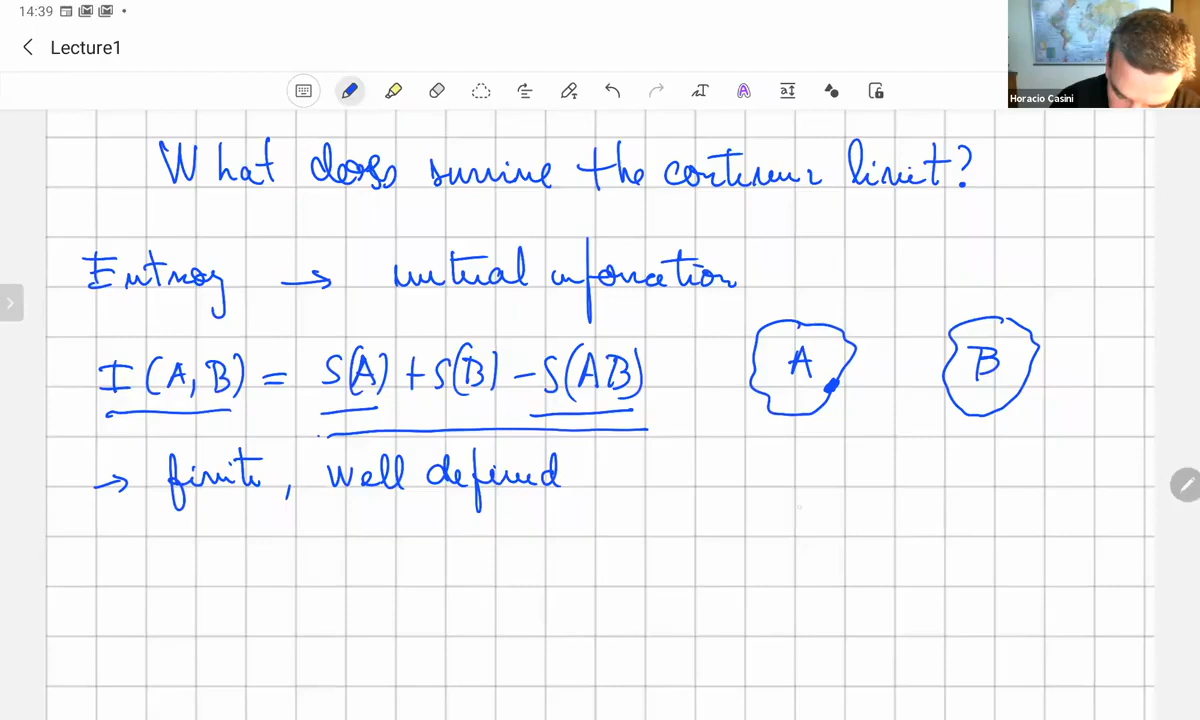 14:39
Lecture1
Horacio Casini
What does survive the continuum limit?
Entropy → mutual information
I(A,B) = S(A) + S(B) - S(AB)
A B
→ finite, well defined